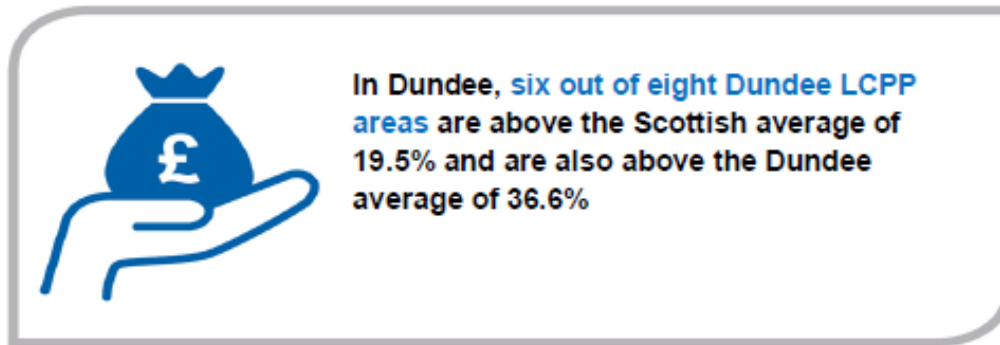 In Dundee, six out of eight Dundee LCPP
areas are above the Scottish average of
19.5% and are also above the Dundee
average of 36.6%
£